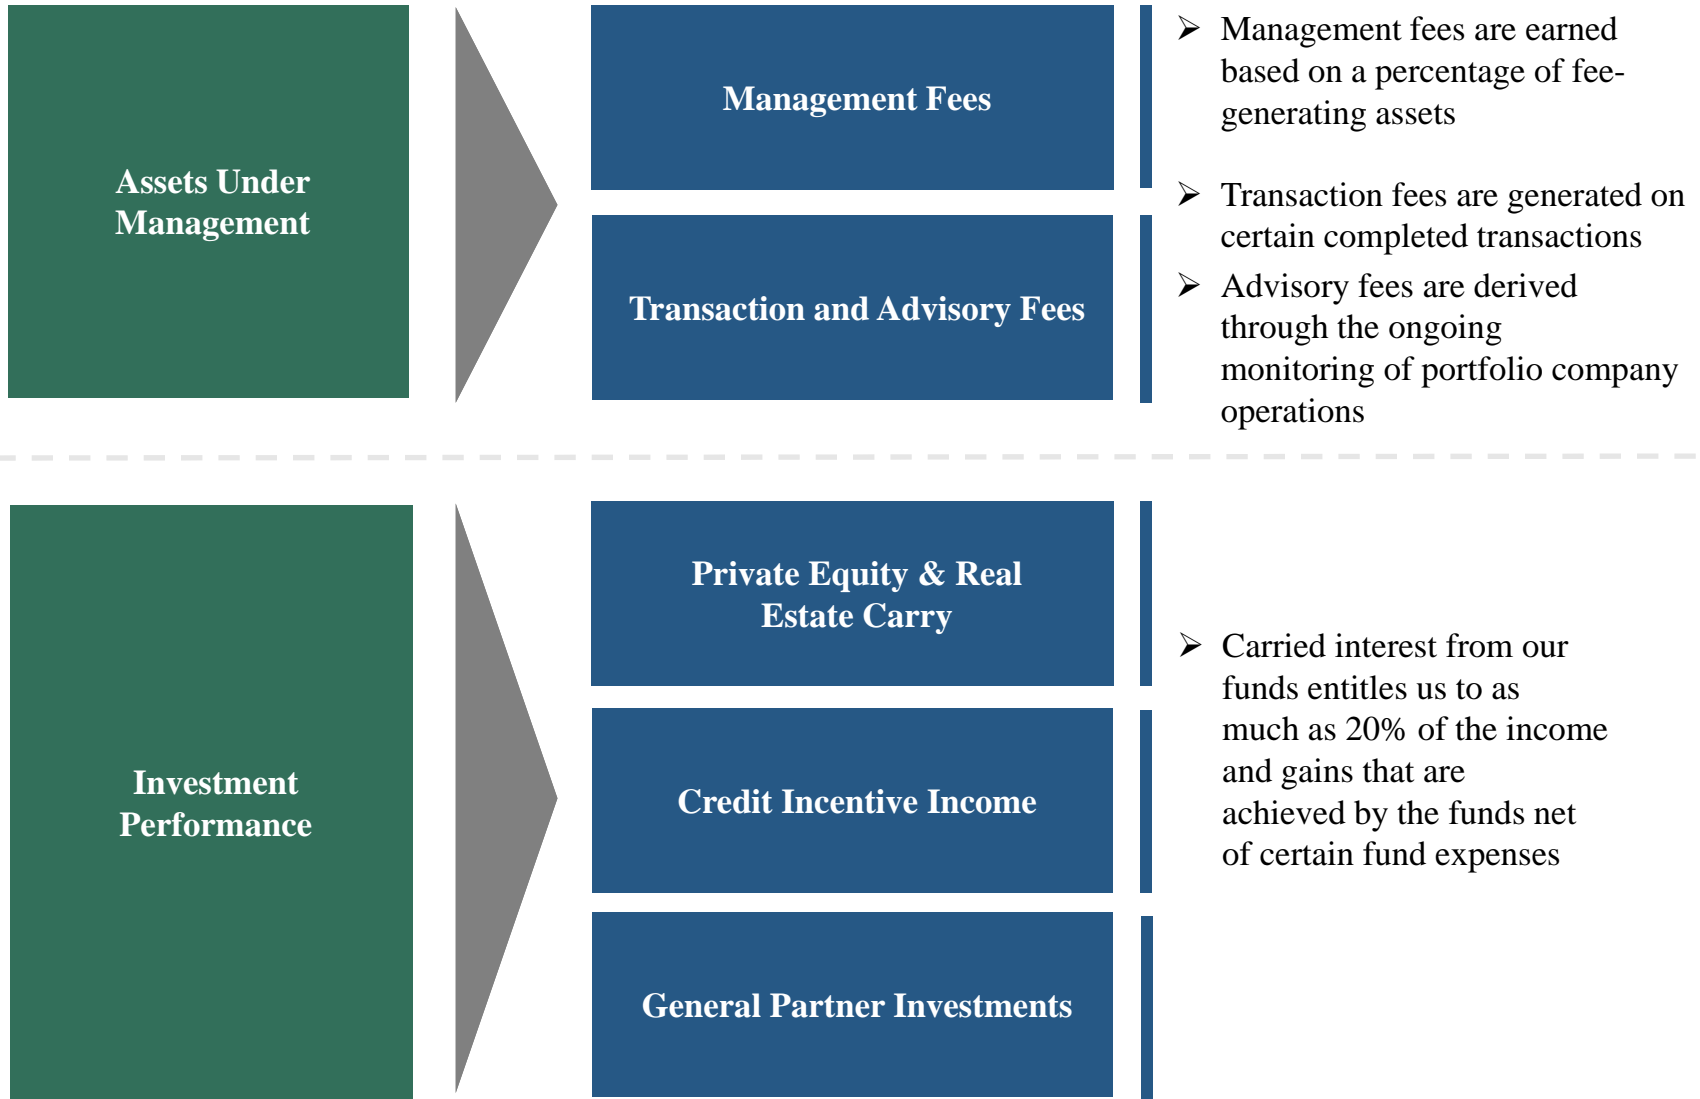 Assets Under
Management
Management Fees
➢ Management fees are earned
based on a percentage of fee-
generating assets
Transaction and Advisory Fees
➢ Transaction fees are generated on
certain completed transactions
➢ Advisory fees are derived
through the ongoing
monitoring of portfolio company
operations
Investment
Performance
Private Equity & Real
Estate Carry
Credit Incentive Income
General Partner Investments
➢ Carried interest from our
funds entitles us to as
much as 20% of the income
and gains that are
achieved by the funds net
of certain fund expenses